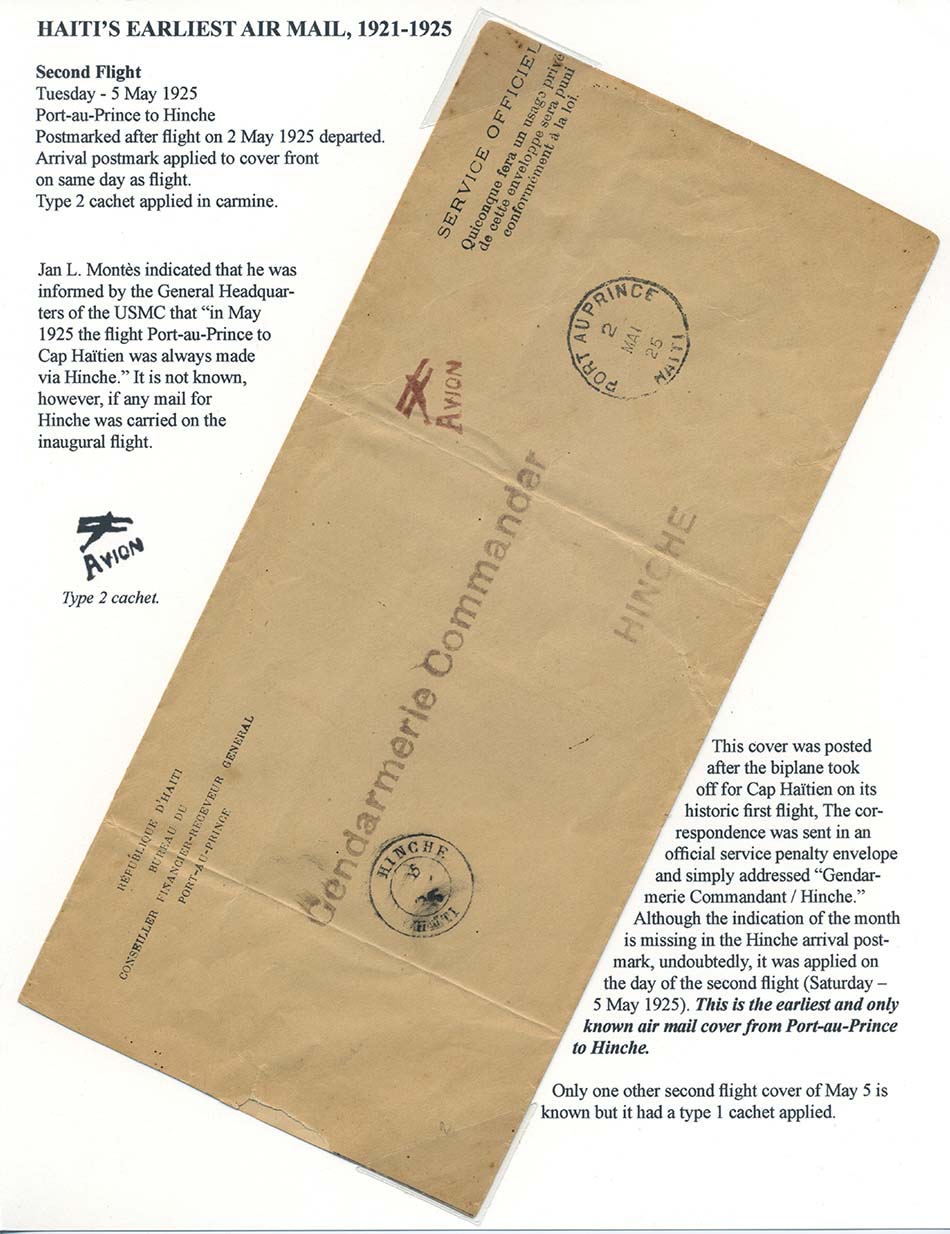 HAITI'S EARLIEST AIR MAIL, 1921-1925
Second Flight
Tuesday - 5 May 1925
Port-au-Prince to Hinche
Postmarked after flight on 2 May 1925 departed.
Arrival postmark applied to cover front
on same day as flight.
Type 2 cachet applied in carmine.
Jan L. Montès indicated that he was
informed by the General Headquar-
ters of the USMC that “in May
1925 the flight Port-au-Prince to
Cap Haïtien was always made
via Hinche.” It is not known,
however, if any mail for
Hinche was carried on the
inaugural flight.
AVION
Type 2 cachet.
SERVICE OFFICIEL
Quiconque fera un usage privé
de cette enveloppe sera puni
conformément à la loi.
PORT AU PRINCE
2
MAI
25
HAITI
AVION
Gendarmerie Commander
HINCHE
HINCHE
HAITI
RÉPUBLIQUE D'HAITI
BUREAU DU
CONSEILLER FINANCIER-RECEVEUR GENERAL
PORT-AU-PRINCE
This cover was posted
after the biplane took
off for Cap Haïtien on its
historic first flight, The cor-
respondence was sent in an
official service penalty envelope
and simply addressed “Gendar-
merie Commandant / Hinche.”
Although the indication of the month
is missing in the Hinche arrival post-
mark, undoubtedly, it was applied on
the day of the second flight (Saturday –
5 May 1925). This is the earliest and only
known air mail cover from Port-au-Prince
to Hinche.
Only one other second flight cover of May 5 is
known but it had a type 1 cachet applied.